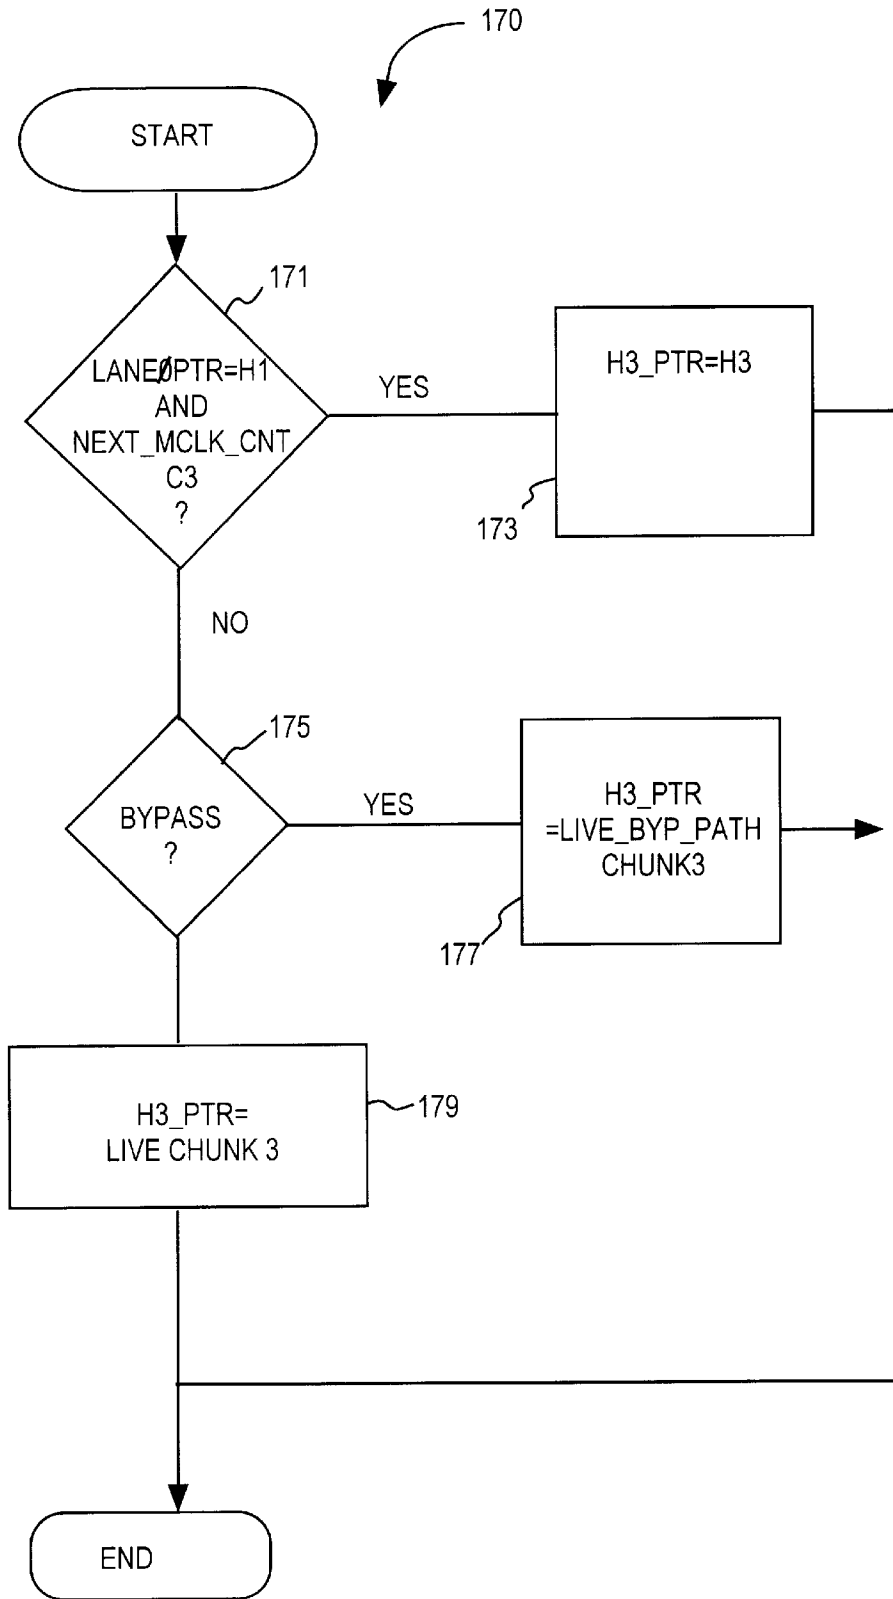 170
START
171
LANE0PTR=H1
AND
NEXT_MCLK_CNT
C3
?
YES
H3_PTR=H3
173
NO
175
BYPASS
?
YES
H3_PTR
=LIVE_BYP_PATH
CHUNK3
177
H3_PTR=
LIVE CHUNK 3
179
END